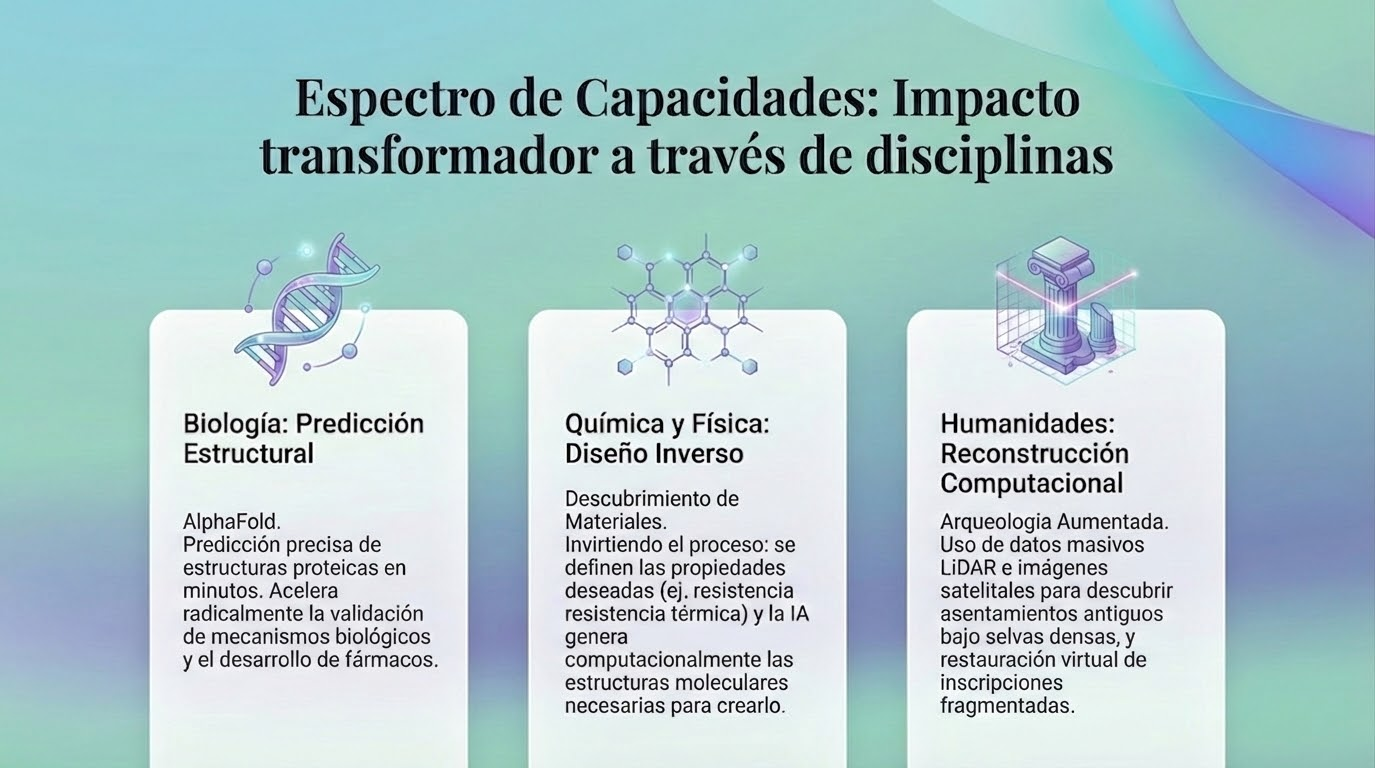 Espectro de Capacidades: Impacto
transformador a través de disciplinas
Biología: Predicción
Estructural
AlphaFold.
Predicción precisa de
estructuras proteicas en
minutos. Acelera
radicalmente la validación
de mecanismos biológicos
y el desarrollo de fármacos.
Química y Física:
Diseño Inverso
Descubrimiento de
Materiales.
Invirtiendo el proceso: se
definen las propiedades
deseadas (ej. resistencia
resistencia térmica) y la IA
genera
computacionalmente las
estructuras moleculares
necesarias para crearlo.
Humanidades:
Reconstrucción
Computacional
Arqueología Aumentada.
Uso de datos masivos
LiDAR e imágenes
satelitales para descubrir
asentamientos antiguos
bajo selvas densas, y
restauración virtual de
inscripciones
fragmentadas.